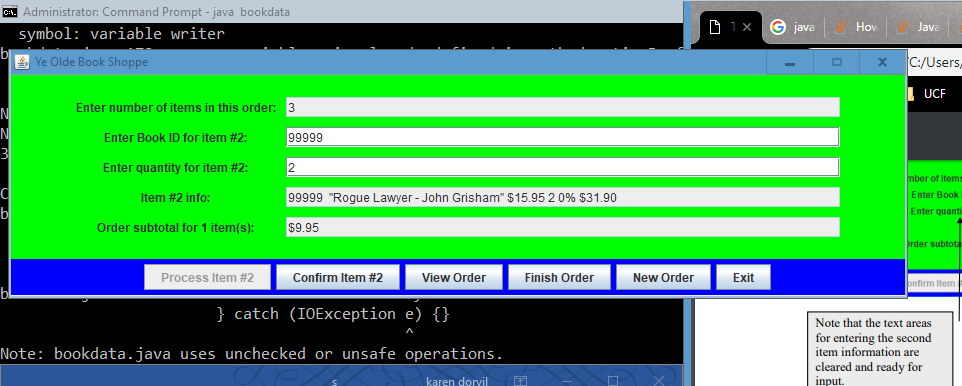 Administrator: Command Prompt - java bookdata
symbol: variable writer
java
How
Java
Ye Olde Book Shoppe
C:/Users/
UCF
Enter number of items in this order:
3
Enter Book ID for item #2:
99999
Enter quantity for item #2:
2
Item #2 info:
99999 "Rogue Lawyer - John Grisham" $15.95 2 0% $31.90
Order subtotal for 1 item(s):
$9.95
Process Item #2
Confirm Item #2
View Order
Finish Order
New Order
Exit
} catch (IOException e) {}
^
Note: bookdata.java uses unchecked or unsafe operations.
s
karen dorvil
Note that the text areas
for entering the second
item information are
cleared and ready for
input.